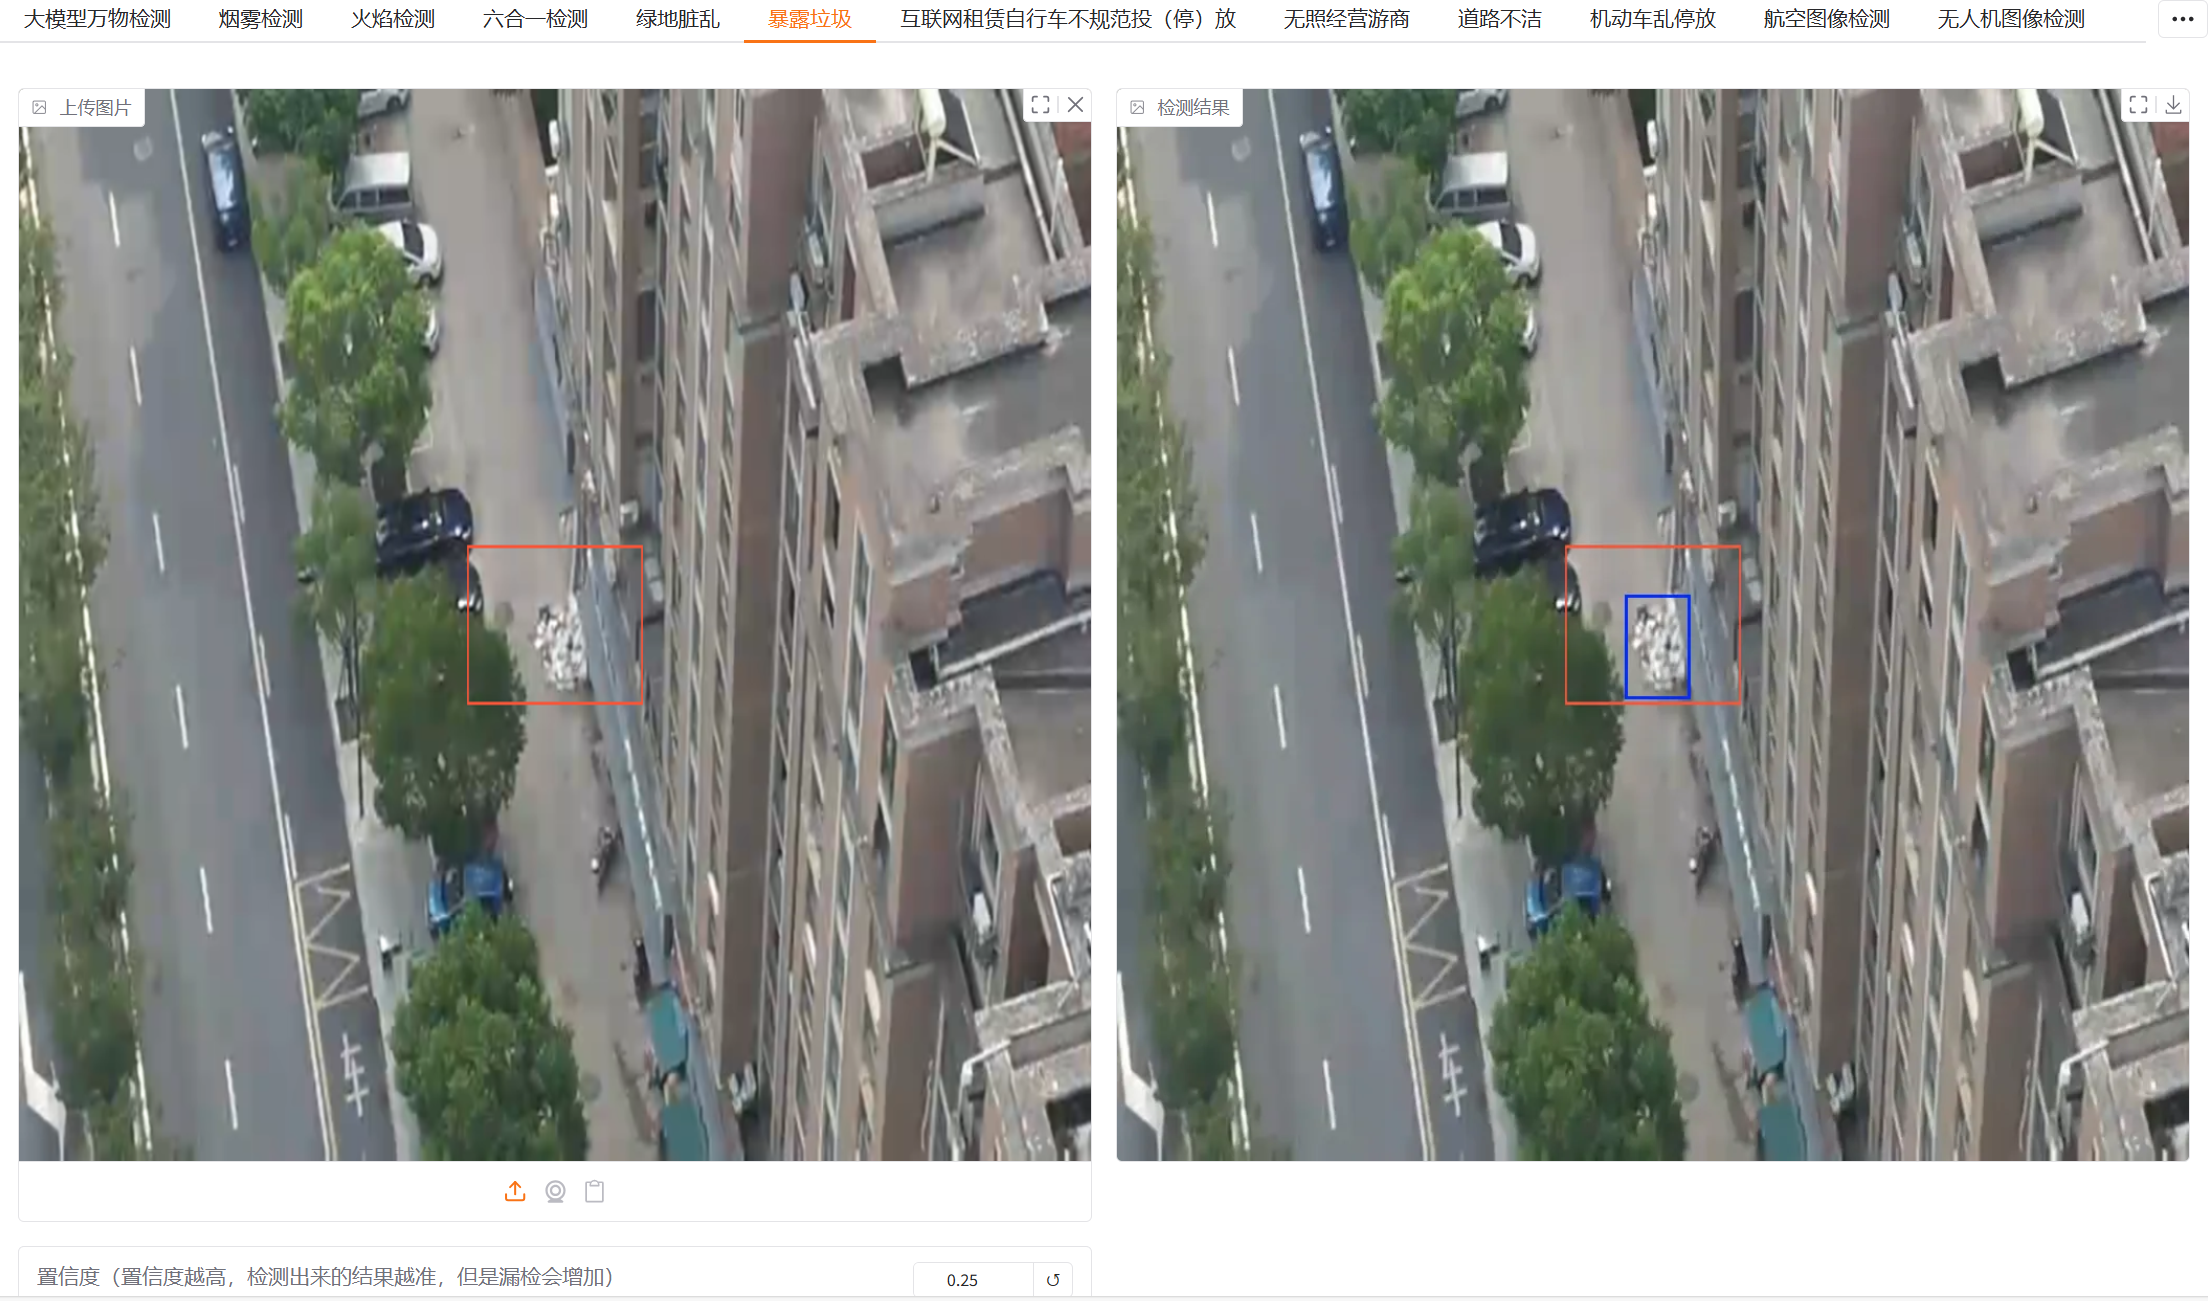 大模型万物检测 烟雾检测 火焰检测 六合一检测 绿地脏乱 暴露垃圾 互联网租赁自行车不规范投（停）放 无照经营游商 道路不洁 机动车乱停放 航空图像检测 无人机图像检测
上传图片
检测结果
车
车
置信度（置信度越高，检测出来的结果越准，但是漏检会增加）
0.25